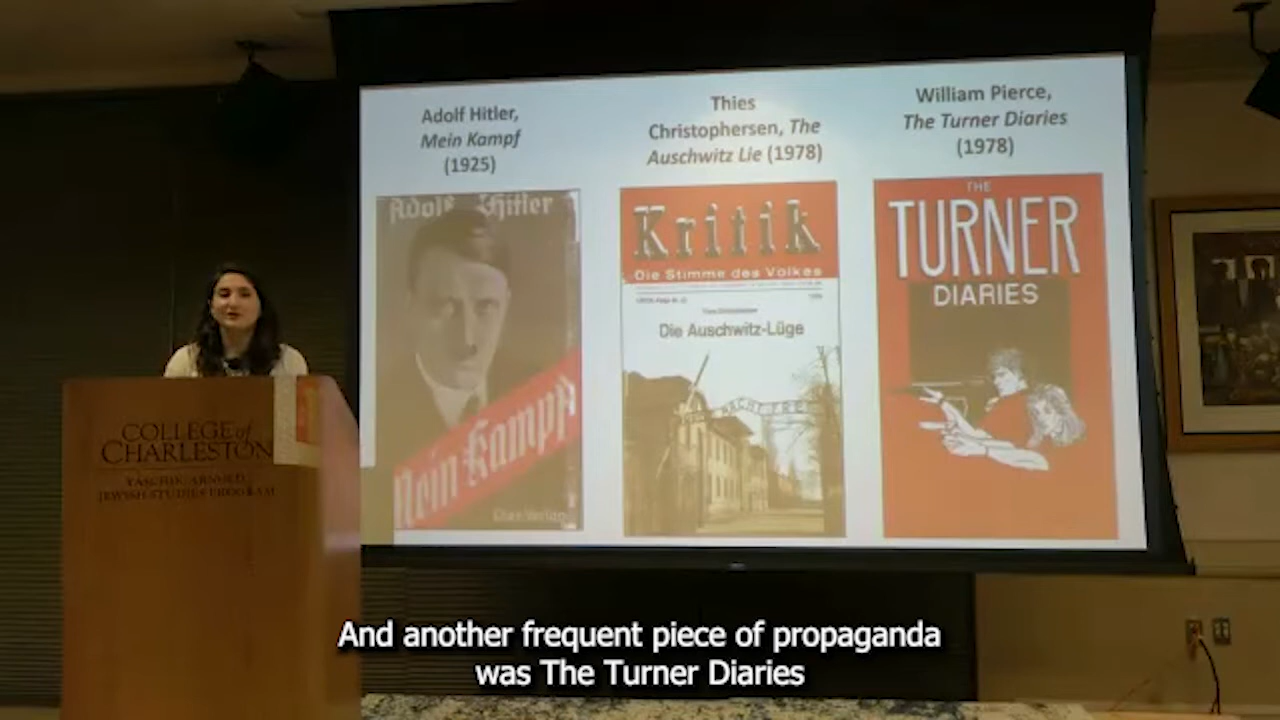 Adolf Hitler,
Mein Kampf
(1925)
Thies
Christophersen, The
Auschwitz Lie (1978)
William Pierce,
The Turner Diaries
(1978)
Adolf Hitler
Mein Kampf
Kritik
Die Stimme des Volkes
Die Auschwitz-Lüge
MACHT FREI
THE
TURNER
DIARIES
COLLEGE of
CHARLESTON
YASCHIK/ARNOLD
JEWISH STUDIES PROGRAM
And another frequent piece of propaganda
was The Turner Diaries